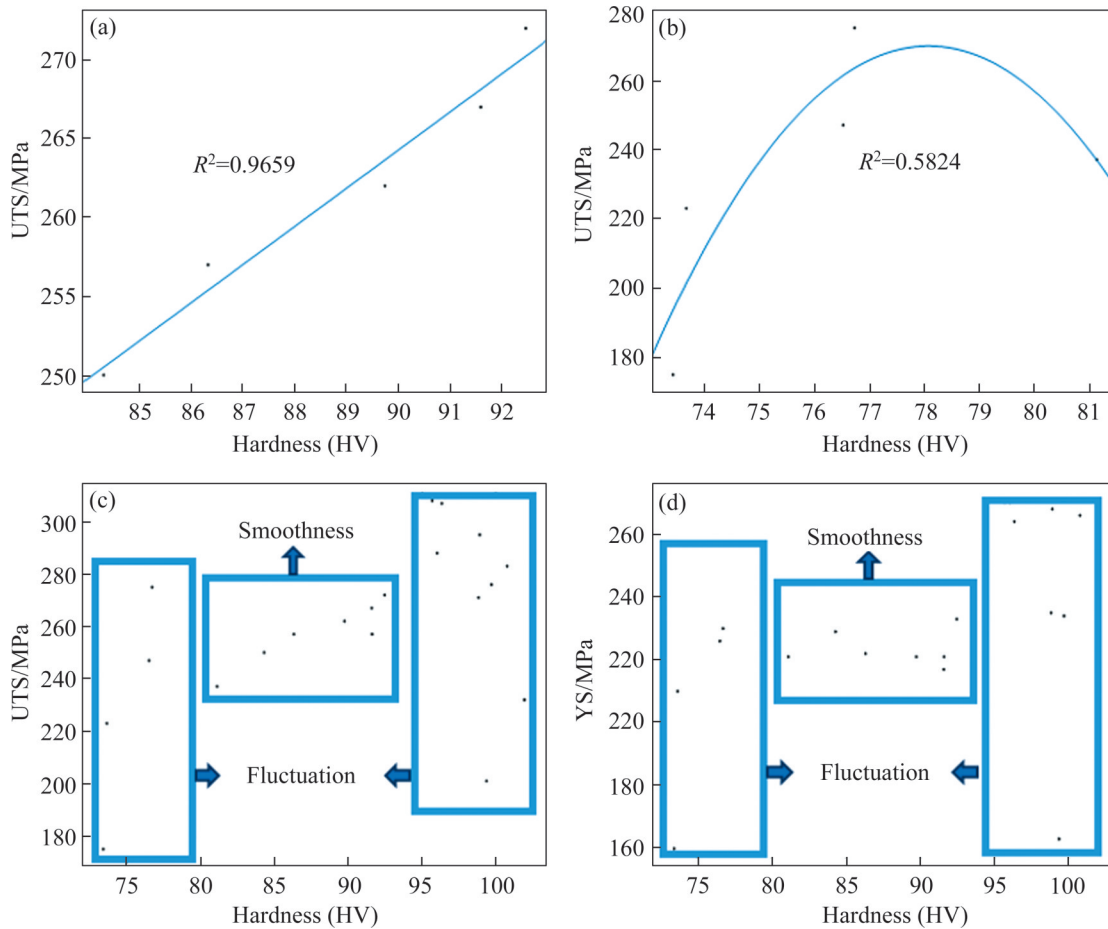 (a)
UTS/MPa
270
265
260
255
250
R²=0.9659
85 86 87 88 89 90 91 92
Hardness (HV)
(b)
UTS/MPa
280
260
240
220
200
180
R²=0.5824
74 75 76 77 78 79 80 81
Hardness (HV)
(c)
UTS/MPa
300
280
260
240
220
200
180
Smoothness
Fluctuation
75 80 85 90 95 100
Hardness (HV)
(d)
YS/MPa
260
240
220
200
180
160
Smoothness
Fluctuation
75 80 85 90 95 100
Hardness (HV)